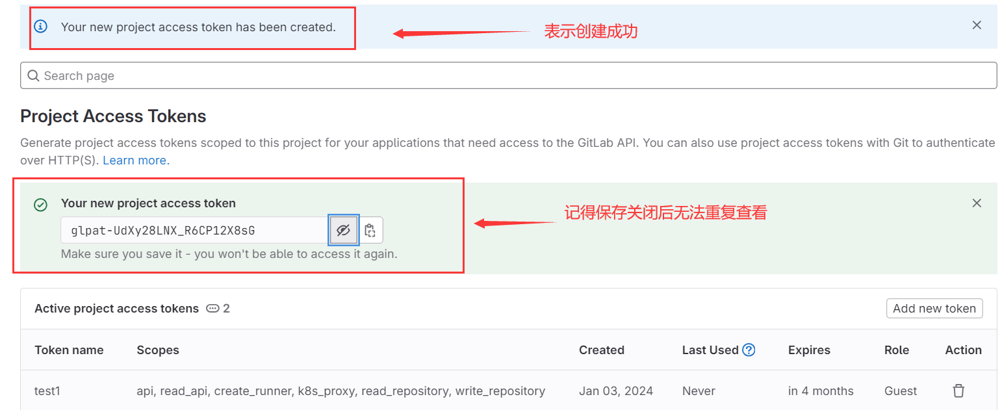 Your new project access token has been created.
表示创建成功
Search page
Project Access Tokens
Generate project access tokens scoped to this project for your applications that need access to the GitLab API. You can also use project access tokens with Git to authenticate
over HTTP(S). Learn more.
Your new project access token
记得保存关闭后无法重复查看
glpat-UdXy28LNX_R6CP12X8sG
Make sure you save it - you won't be able to access it again.
Active project access tokens 2
Add new token
Token name Scopes Created Last Used Expires Role Action
test1 api, read_api, create_runner, k8s_proxy, read_repository, write_repository Jan 03, 2024 Never in 4 months Guest